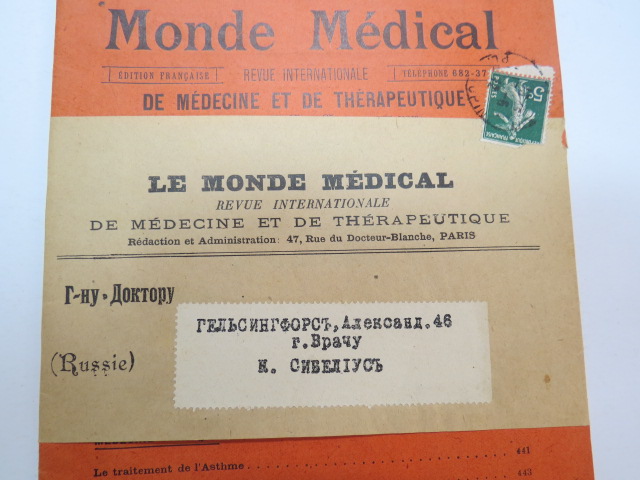 Monde Médical
ÉDITION FRANÇAISE REVUE INTERNATIONALE TÉLÉPHONE 682-37
DE MÉDECINE ET DE THÉRAPEUTIQUE
5c
LE MONDE MÉDICAL
REVUE INTERNATIONALE
DE MÉDECINE ET DE THÉRAPEUTIQUE
Rédaction et Administration: 47, Rue du Docteur-Blanche, PARIS
Г-ну Доктору
(Russie)
ГЕЛЬСИНГФОРСЪ, Александ. 46
г. Врачу
К. СИБЕЛІУСЪ
441
Le traitement de l'Asthme 443